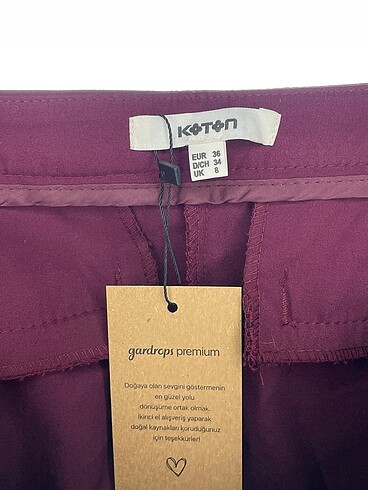 KOTON
EUR 36
D/CH 34
UK 8
gardrops premium
Doğaya olan sevgini göstermenin
en güzel yolu
dönüşüme ortak olmak.
İkinci el alışveriş yaparak
doğal kaynakları koruduğunuz
için teşekkürler!